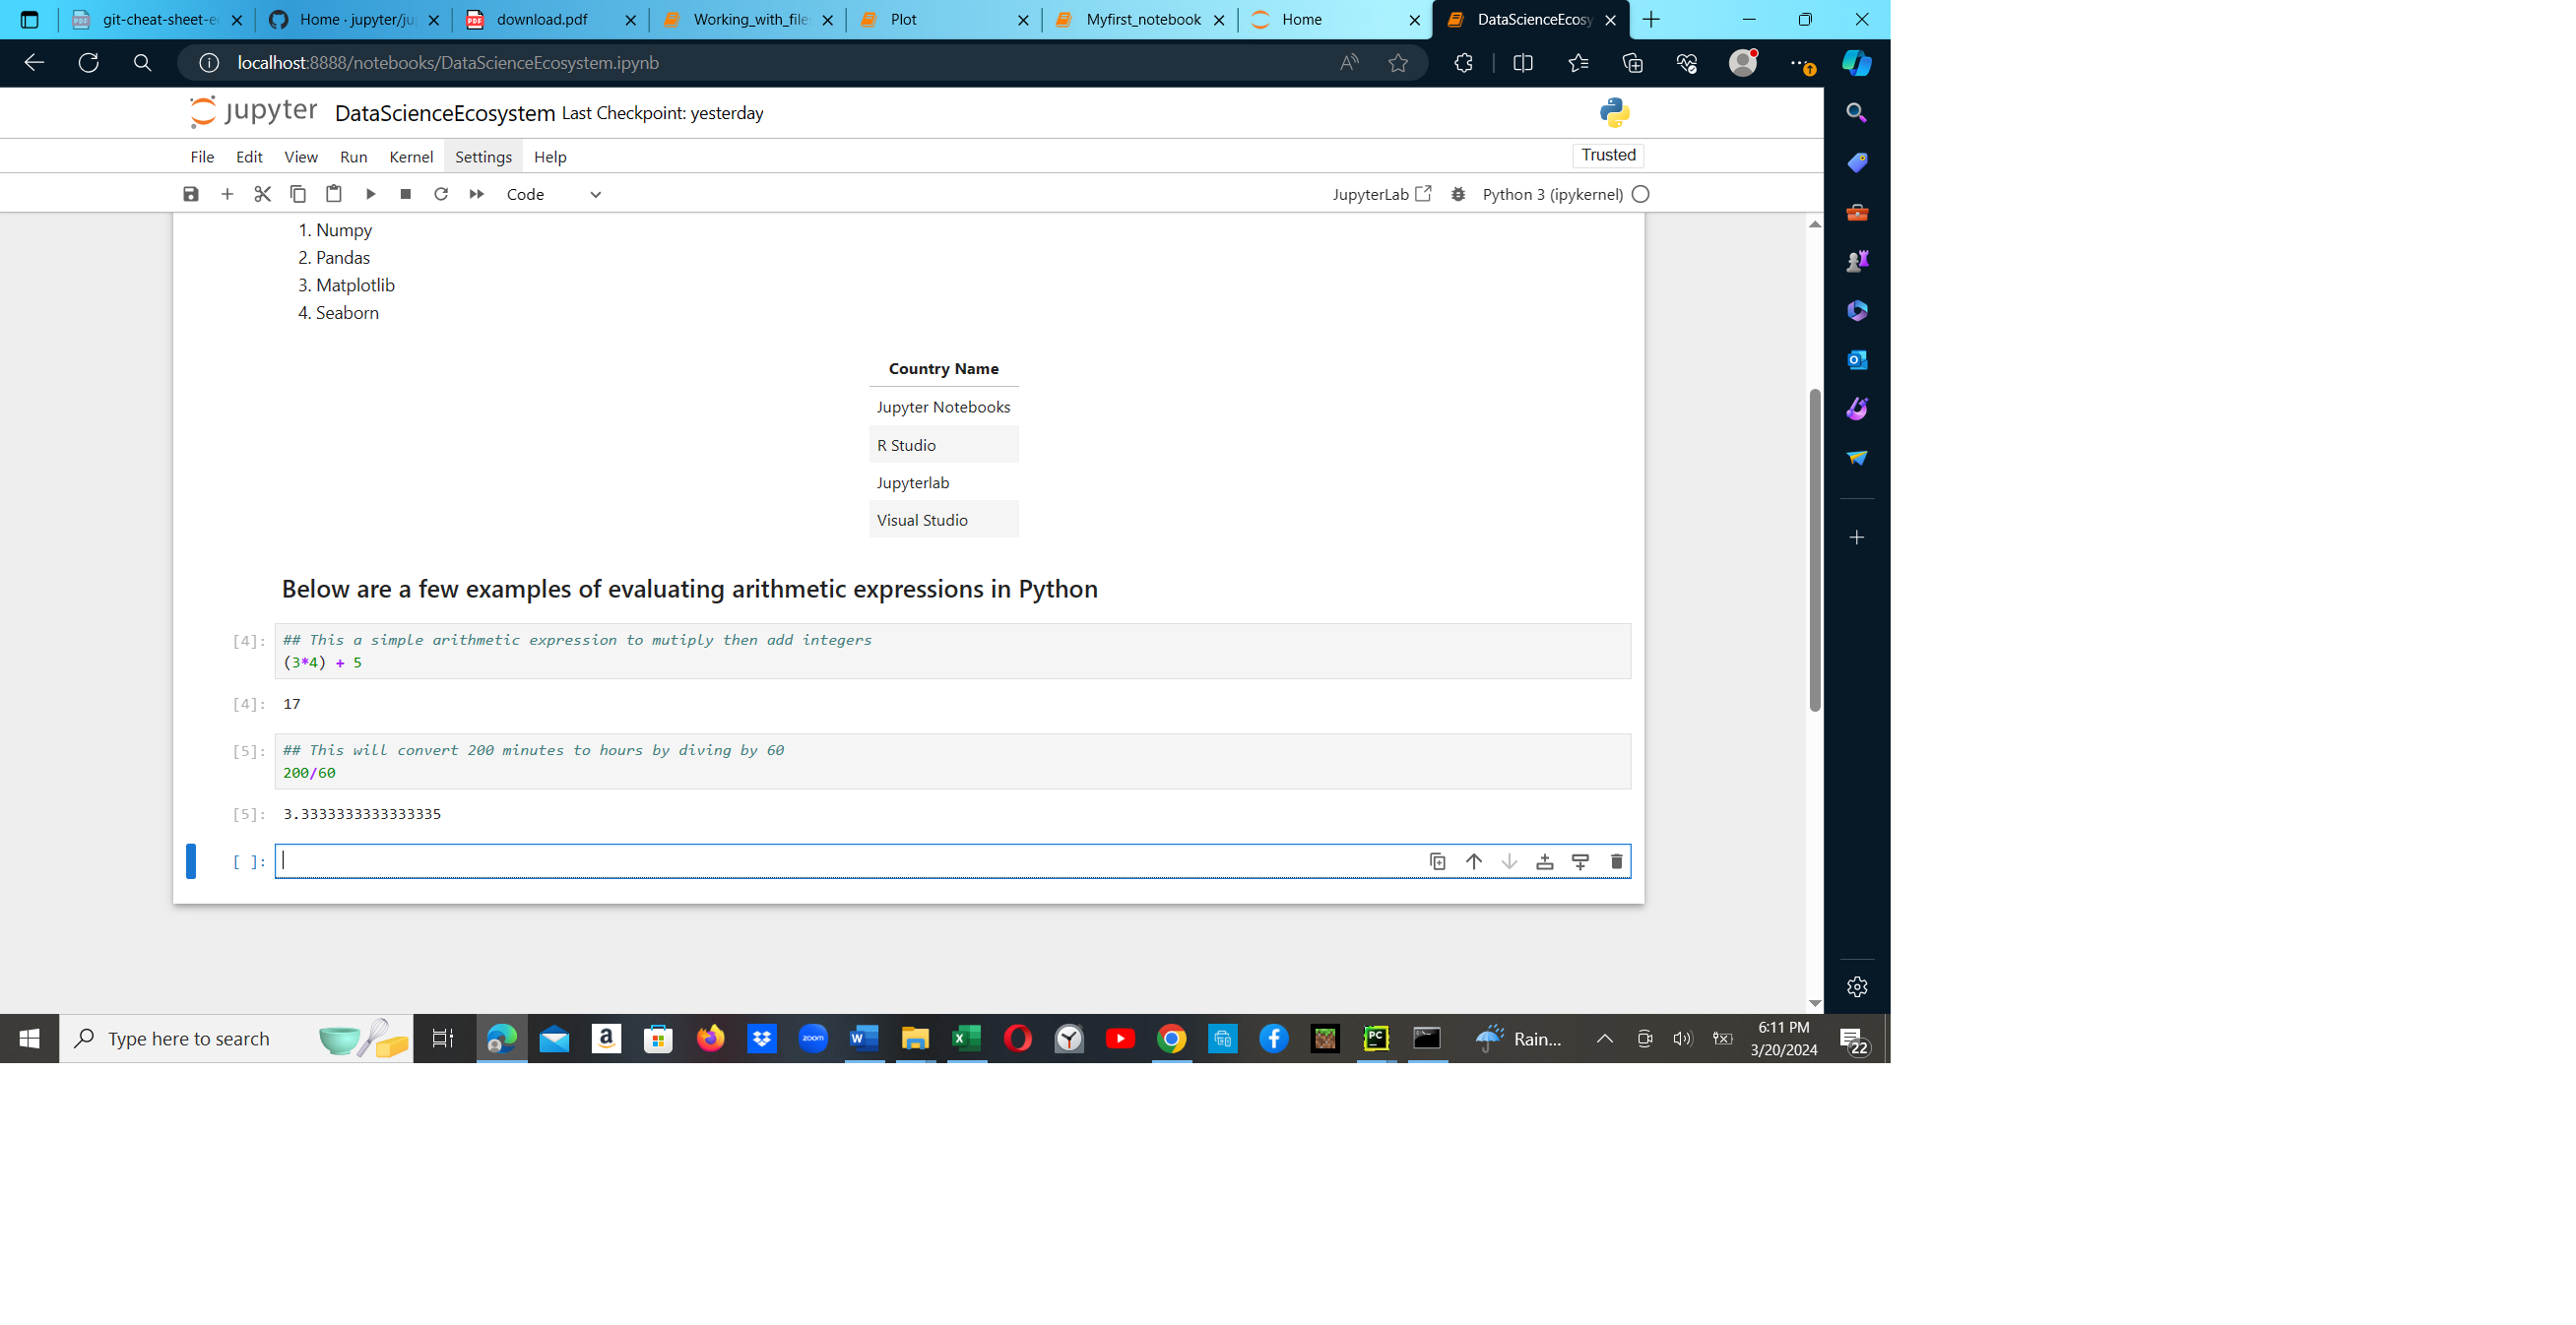 git-cheat-sheet-e
Home · jupyter/ju
download.pdf
Working_with_file
Plot
Myfirst_notebook
Home
DataScienceEcosy
localhost:8888/notebooks/DataScienceEcosystem.ipynb
jupyter DataScienceEcosystem Last Checkpoint: yesterday
File Edit View Run Kernel Settings Help Trusted
Code JupyterLab Python 3 (ipykernel)
1. Numpy
2. Pandas
3. Matplotlib
4. Seaborn
Country Name
Jupyter Notebooks
R Studio
Jupyterlab
Visual Studio
Below are a few examples of evaluating arithmetic expressions in Python
[4]: ## This a simple arithmetic expression to mutiply then add integers
(3*4) + 5
[4]: 17
[5]: ## This will convert 200 minutes to hours by diving by 60
200/60
[5]: 3.3333333333333335
[ ]:
Type here to search
zoom
Rain...
6:11 PM
3/20/2024
22